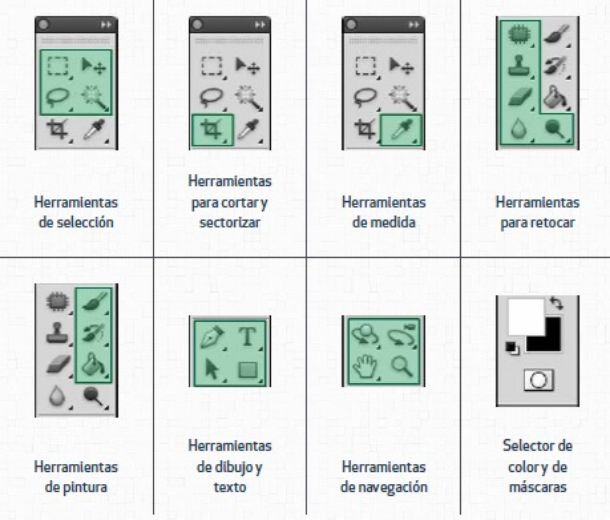 Herramientas
de selección
Herramientas
para cortar y
sectorizar
Herramientas
de medida
Herramientas
para retocar
Herramientas
de pintura
Herramientas
de dibujo y
texto
Herramientas
de navegación
Selector de
color y de
máscaras